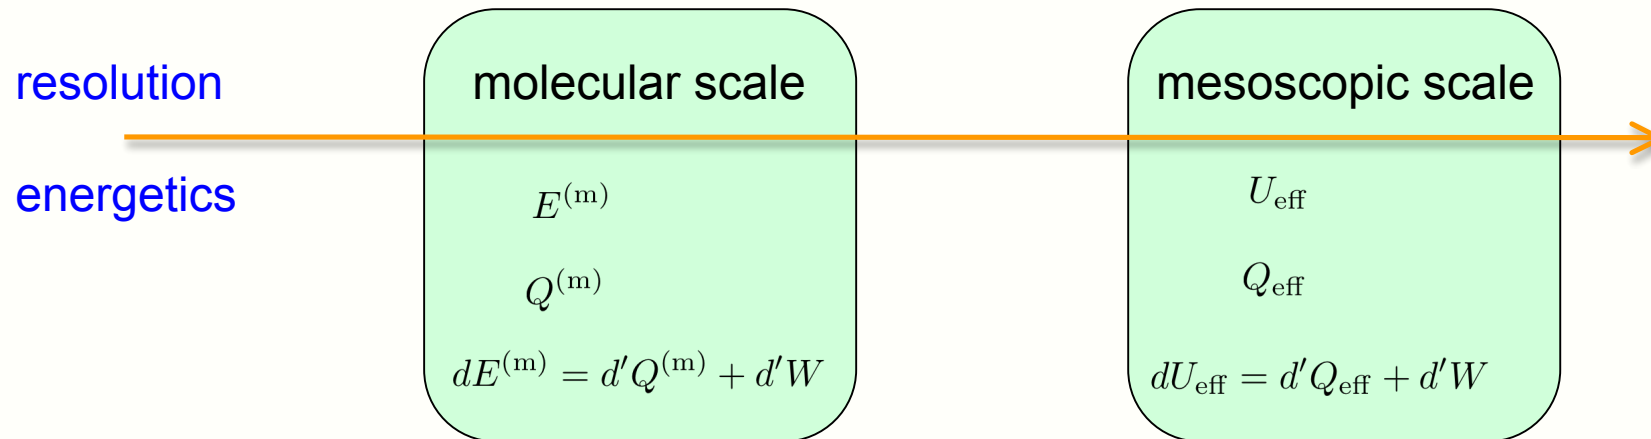 resolution
molecular scale
mesoscopic scale
energetics
E^{(m)}
U_{eff}
Q^{(m)}
Q_{eff}
dE^{(m)} = d′Q^{(m)} + d′W
dU_{eff} = d′Q_{eff} + d′W